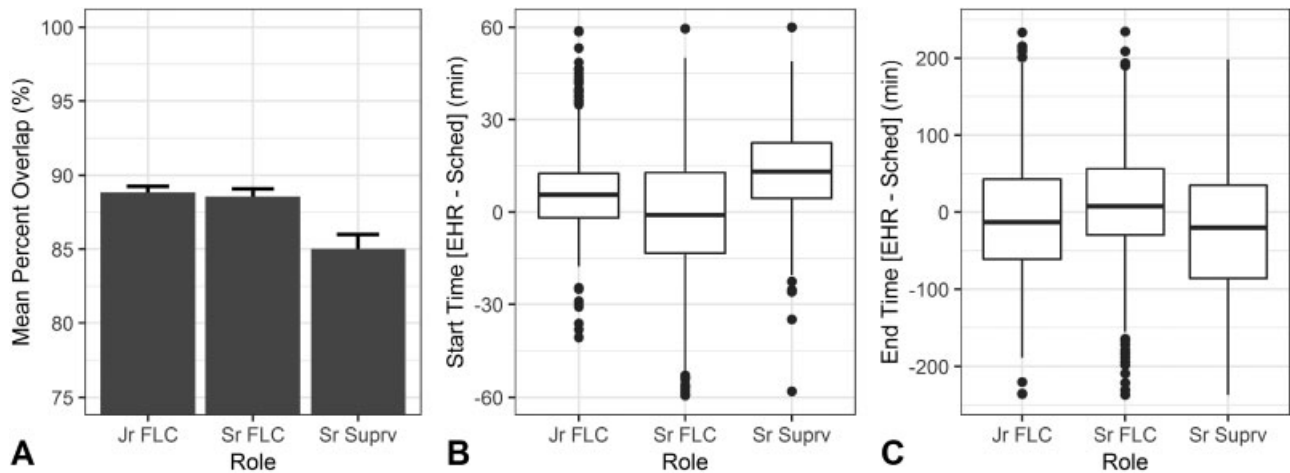 Mean Percent Overlap (%)
100
95
90
85
80
75
Jr FLC Sr FLC Sr Suprv
Role
A
Start Time [EHR - Sched] (min)
60
30
0
-30
-60
Jr FLC Sr FLC Sr Suprv
Role
B
End Time [EHR - Sched] (min)
200
100
0
-100
-200
Jr FLC Sr FLC Sr Suprv
Role
C